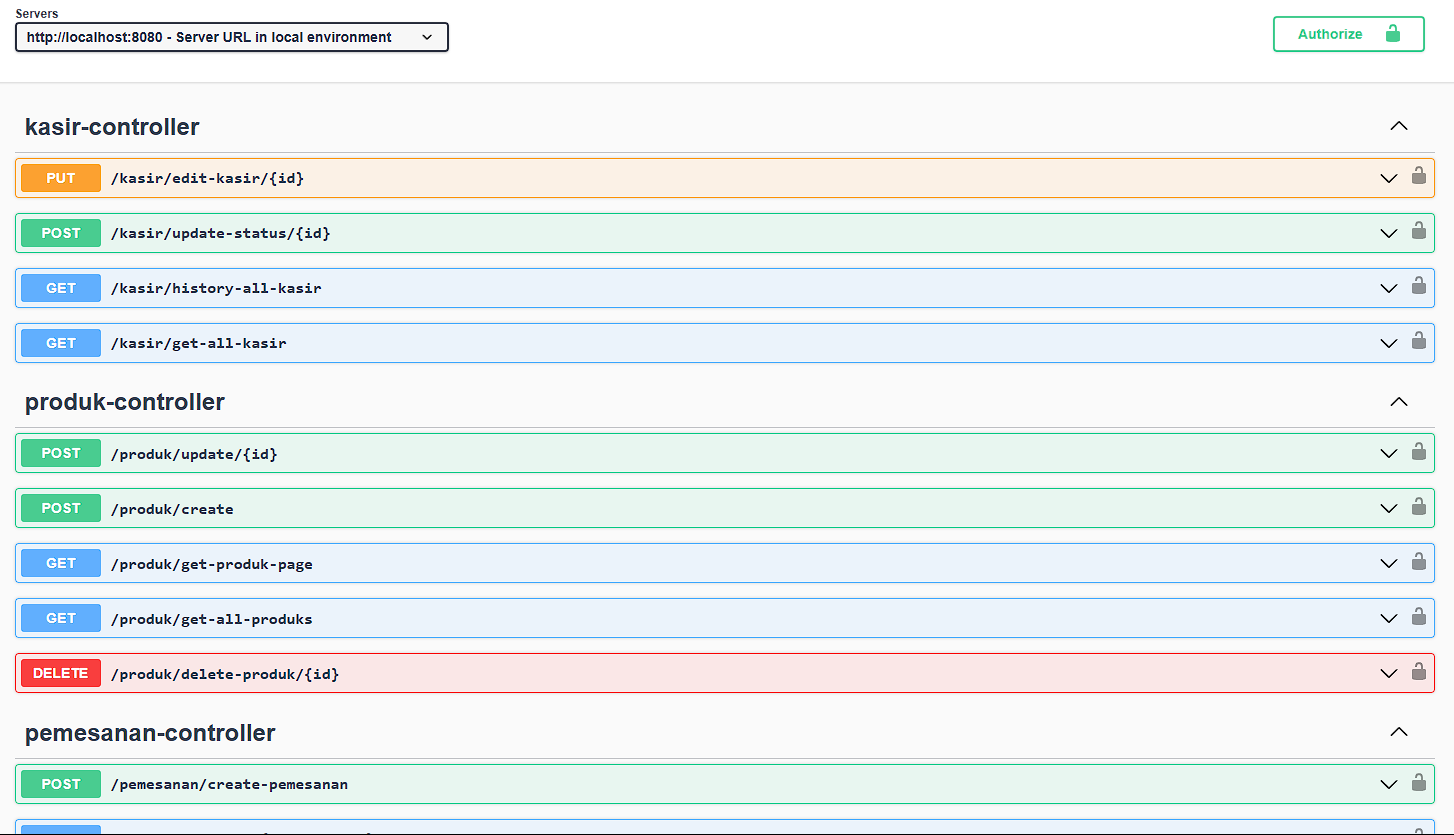 Servers
http://localhost:8080 - Server URL in local environment
Authorize
kasir-controller
PUT /kasir/edit-kasir/{id}
POST /kasir/update-status/{id}
GET /kasir/history-all-kasir
GET /kasir/get-all-kasir
produk-controller
POST /produk/update/{id}
POST /produk/create
GET /produk/get-produk-page
GET /produk/get-all-produks
DELETE /produk/delete-produk/{id}
pemesanan-controller
POST /pemesanan/create-pemesanan